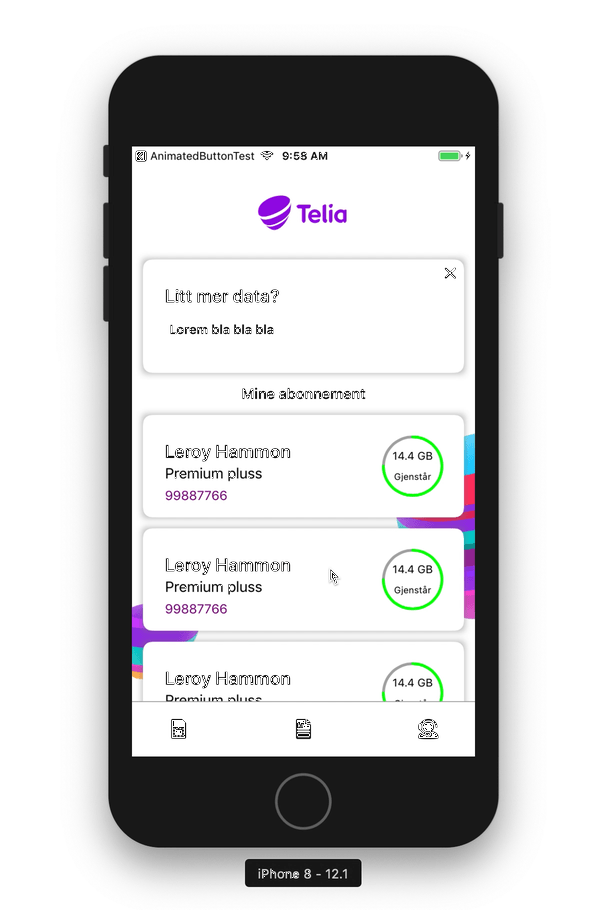 AnimatedButtonTest 9:58 AM
Telia
Litt mer data?
Lorem bla bla bla
Mine abonnement
Leroy Hammon
Premium pluss
99887766
14.4 GB
Gjenstår
Leroy Hammon
Premium pluss
99887766
14.4 GB
Gjenstår
Leroy Hammon
Premium pluss
14.4 GB
Gjenstår
iPhone 8 - 12.1